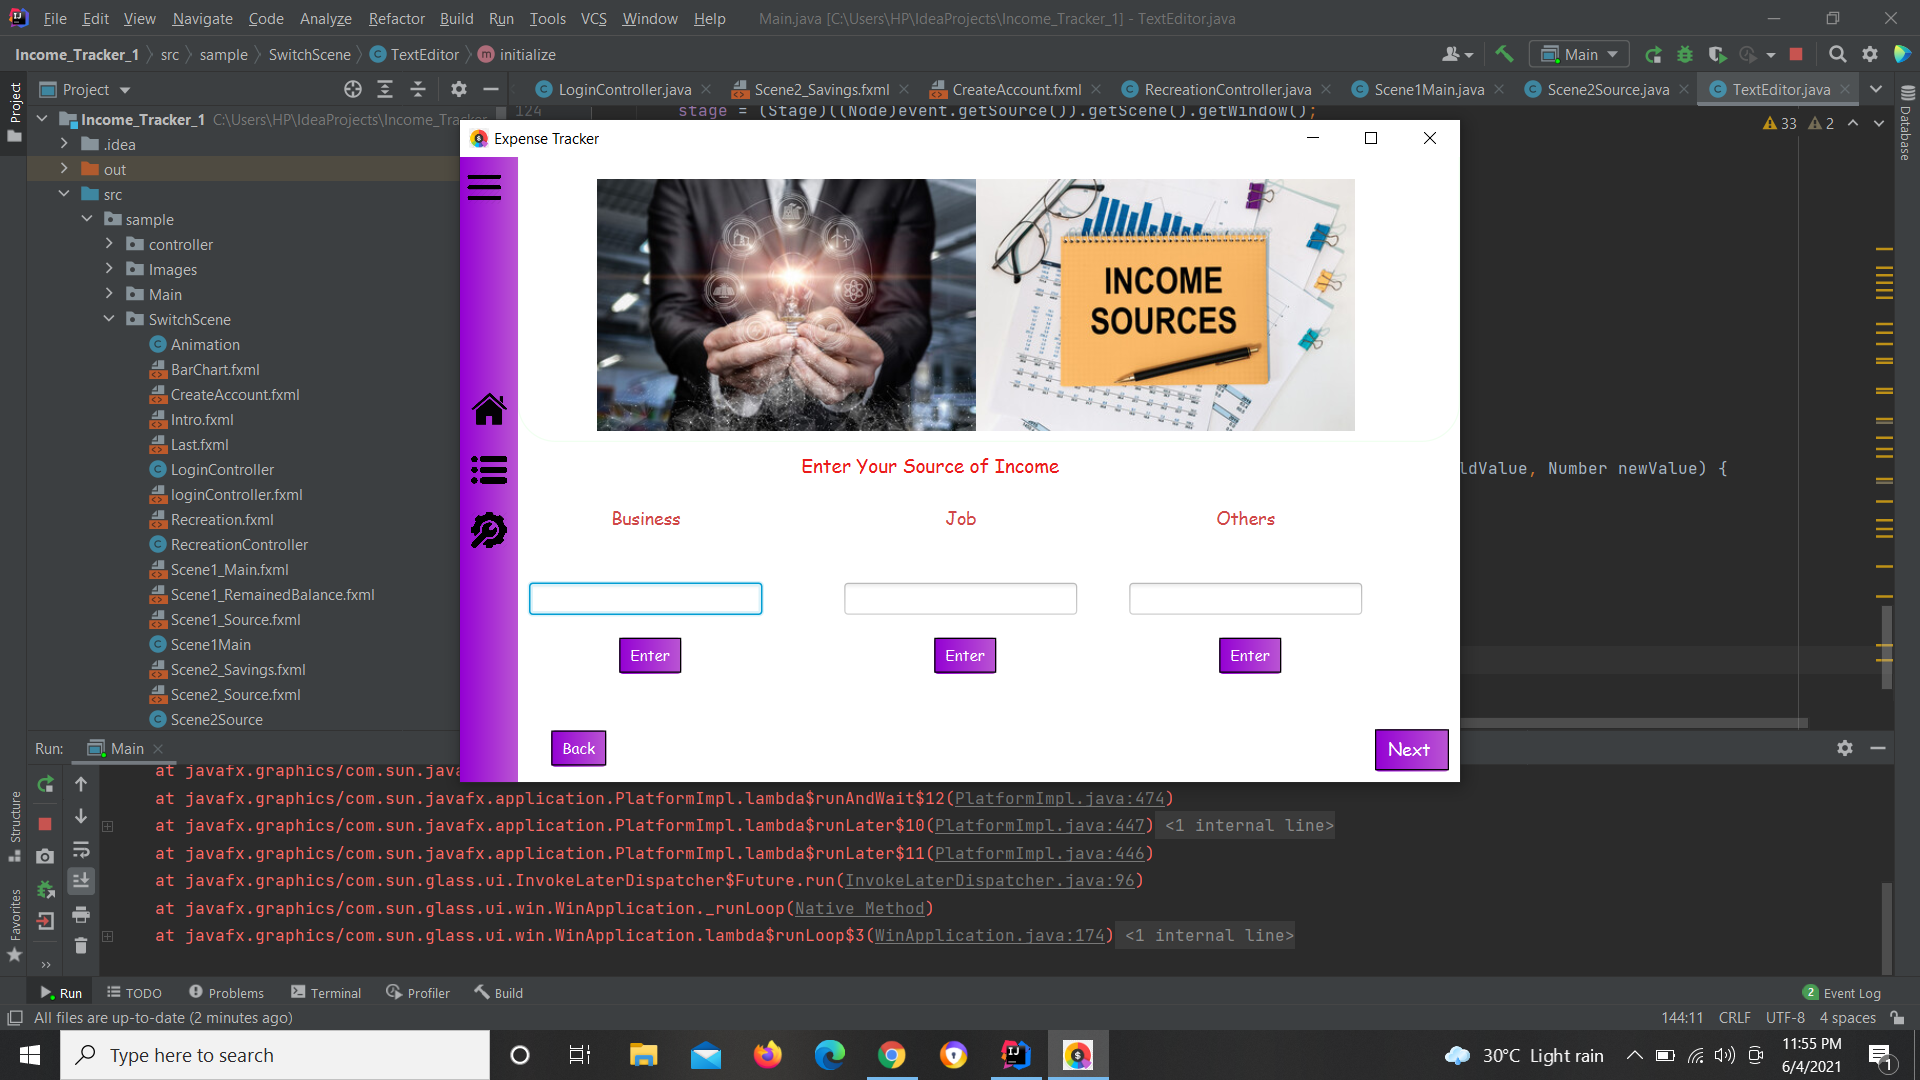 File Edit View Navigate Code Analyze Refactor Build Run Tools VCS Window Help Main.java [C:\Users\HP\IdeaProjects\Income_Tracker_1] - TextEditor.java
Income_Tracker_1 src sample SwitchScene TextEditor initialize Main
Project LoginController.java Scene2_Savings.fxml CreateAccount.fxml RecreationController.java Scene1Main.java Scene2Source.java TextEditor.java
124 stage = (Stage)((Node)event.getSource()).getScene().getWindow();
Income_Tracker_1 C:\Users\HP\IdeaProjects\Income_Tracker
33 2
.idea
out
src
sample
controller
Images
Main
SwitchScene
Animation
BarChart.fxml
CreateAccount.fxml
Intro.fxml
Last.fxml
LoginController
loginController.fxml
Recreation.fxml
RecreationController
Scene1_Main.fxml
Scene1_RemainedBalance.fxml
Scene1_Source.fxml
Scene1Main
Scene2_Savings.fxml
Scene2_Source.fxml
Scene2Source
Project
Structure
Favorites
Database
Expense Tracker
INCOME
SOURCES
Enter Your Source of Income
ldValue, Number newValue) {
Business Job Others
Enter Enter Enter
Back Next
Run: Main
at javafx.graphics/com.sun.java
at javafx.graphics/com.sun.javafx.application.PlatformImpl.lambda$runAndWait$12(PlatformImpl.java:474)
at javafx.graphics/com.sun.javafx.application.PlatformImpl.lambda$runLater$10(PlatformImpl.java:447) <1 internal line>
at javafx.graphics/com.sun.javafx.application.PlatformImpl.lambda$runLater$11(PlatformImpl.java:446)
at javafx.graphics/com.sun.glass.ui.InvokeLaterDispatcher$Future.run(InvokeLaterDispatcher.java:96)
at javafx.graphics/com.sun.glass.ui.win.WinApplication._runLoop(Native Method)
at javafx.graphics/com.sun.glass.ui.win.WinApplication.lambda$runLoop$3(WinApplication.java:174) <1 internal line>
Run TODO Problems Terminal Profiler Build 2 Event Log
All files are up-to-date (2 minutes ago) 144:11 CRLF UTF-8 4 spaces
Type here to search 30°C Light rain 11:55 PM
6/4/2021 1